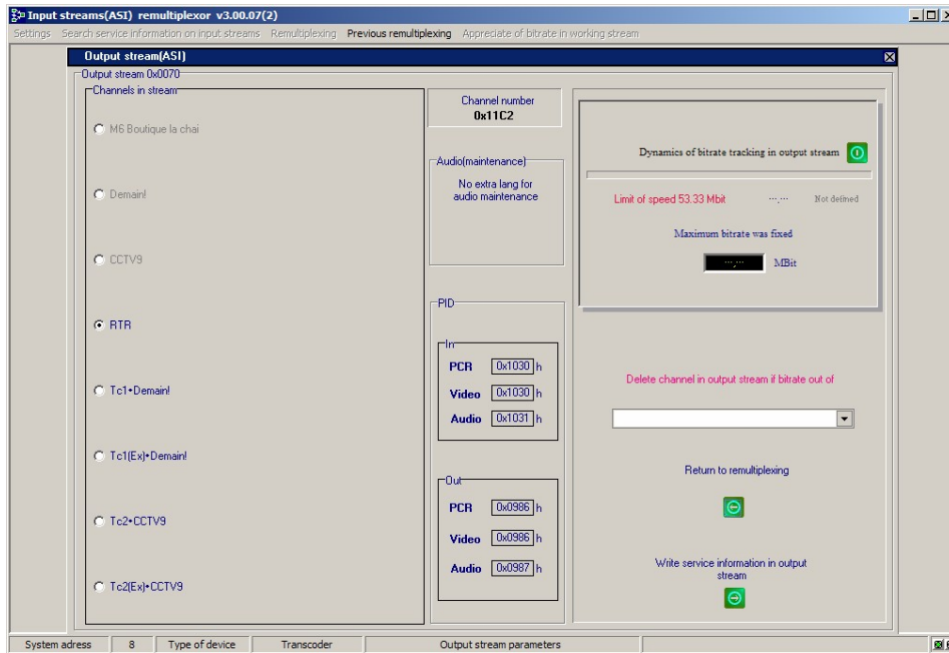 Input streams(ASI) remultiplexor v3.00.07(2)
Settings Search service information on input streams Remultiplexing Previous remultiplexing Appreciate of bitrate in working stream
Output stream(ASI)
Output stream 0x0070
Channels in stream
M6 Boutique la chai
Demain!
CCTV9
RTR
Tc1•Demain!
Tc1(Ex)•Demain!
Tc2•CCTV9
Tc2(Ex)•CCTV9
Channel number
0x11C2
Audio(maintenance)
No extra lang for
audio maintenance
PID
In
PCR 0x1030 h
Video 0x1030 h
Audio 0x1031 h
Out
PCR 0x0986 h
Video 0x0986 h
Audio 0x0987 h
Dynamics of bitrate tracking in output stream
Limit of speed 53.33 Mbit ---,--- Not defined
Maximum bitrate was fixed
---,--- MBit
Delete channel in output stream if bitrate out of
Return to remultiplexing
Write service information in output
stream
System adress 8 Type of device Transcoder Output stream parameters